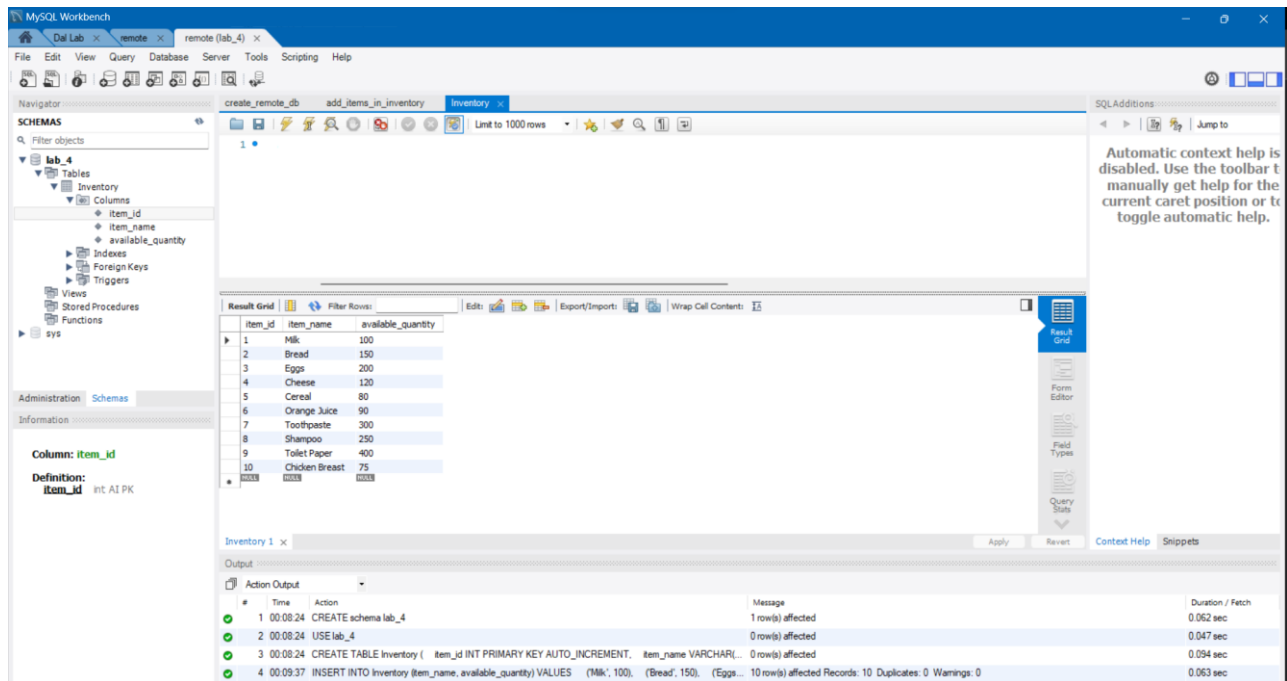 MySQL Workbench
Dal Lab
remote
remote (lab_4)
File Edit View Query Database Server Tools Scripting Help
Navigator
SCHEMAS
Filter objects
lab_4
Tables
Inventory
Columns
item_id
item_name
available_quantity
Indexes
Foreign Keys
Triggers
Views
Stored Procedures
Functions
sys
Administration Schemas
Information
Column: item_id
Definition:
item_id int AI PK
create_remote_db add_items_in_inventory Inventory
Limit to 1000 rows
1
Result Grid Filter Rows: Edit: Export/Import: Wrap Cell Content:
item_id item_name available_quantity
1 Milk 100
2 Bread 150
3 Eggs 200
4 Cheese 120
5 Cereal 80
6 Orange Juice 90
7 Toothpaste 300
8 Shampoo 250
9 Toilet Paper 400
10 Chicken Breast 75
NULL NULL NULL
Result
Grid
Form
Editor
Field
Types
Query
Stats
Inventory 1 Apply Revert
Output
Action Output
# Time Action Message Duration / Fetch
1 00:08:24 CREATE schema lab_4 1 row(s) affected 0.062 sec
2 00:08:24 USE lab_4 0 row(s) affected 0.047 sec
3 00:08:24 CREATE TABLE Inventory ( item_id INT PRIMARY KEY AUTO_INCREMENT, item_name VARCHAR(... 0 row(s) affected 0.094 sec
4 00:09:37 INSERT INTO Inventory (item_name, available_quantity) VALUES ('Milk', 100), ('Bread', 150), ('Eggs... 10 row(s) affected Records: 10 Duplicates: 0 Warnings: 0 0.063 sec
SQLAdditions
Jump to
Automatic context help is
disabled. Use the toolbar t
manually get help for the
current caret position or to
toggle automatic help.
Context Help Snippets